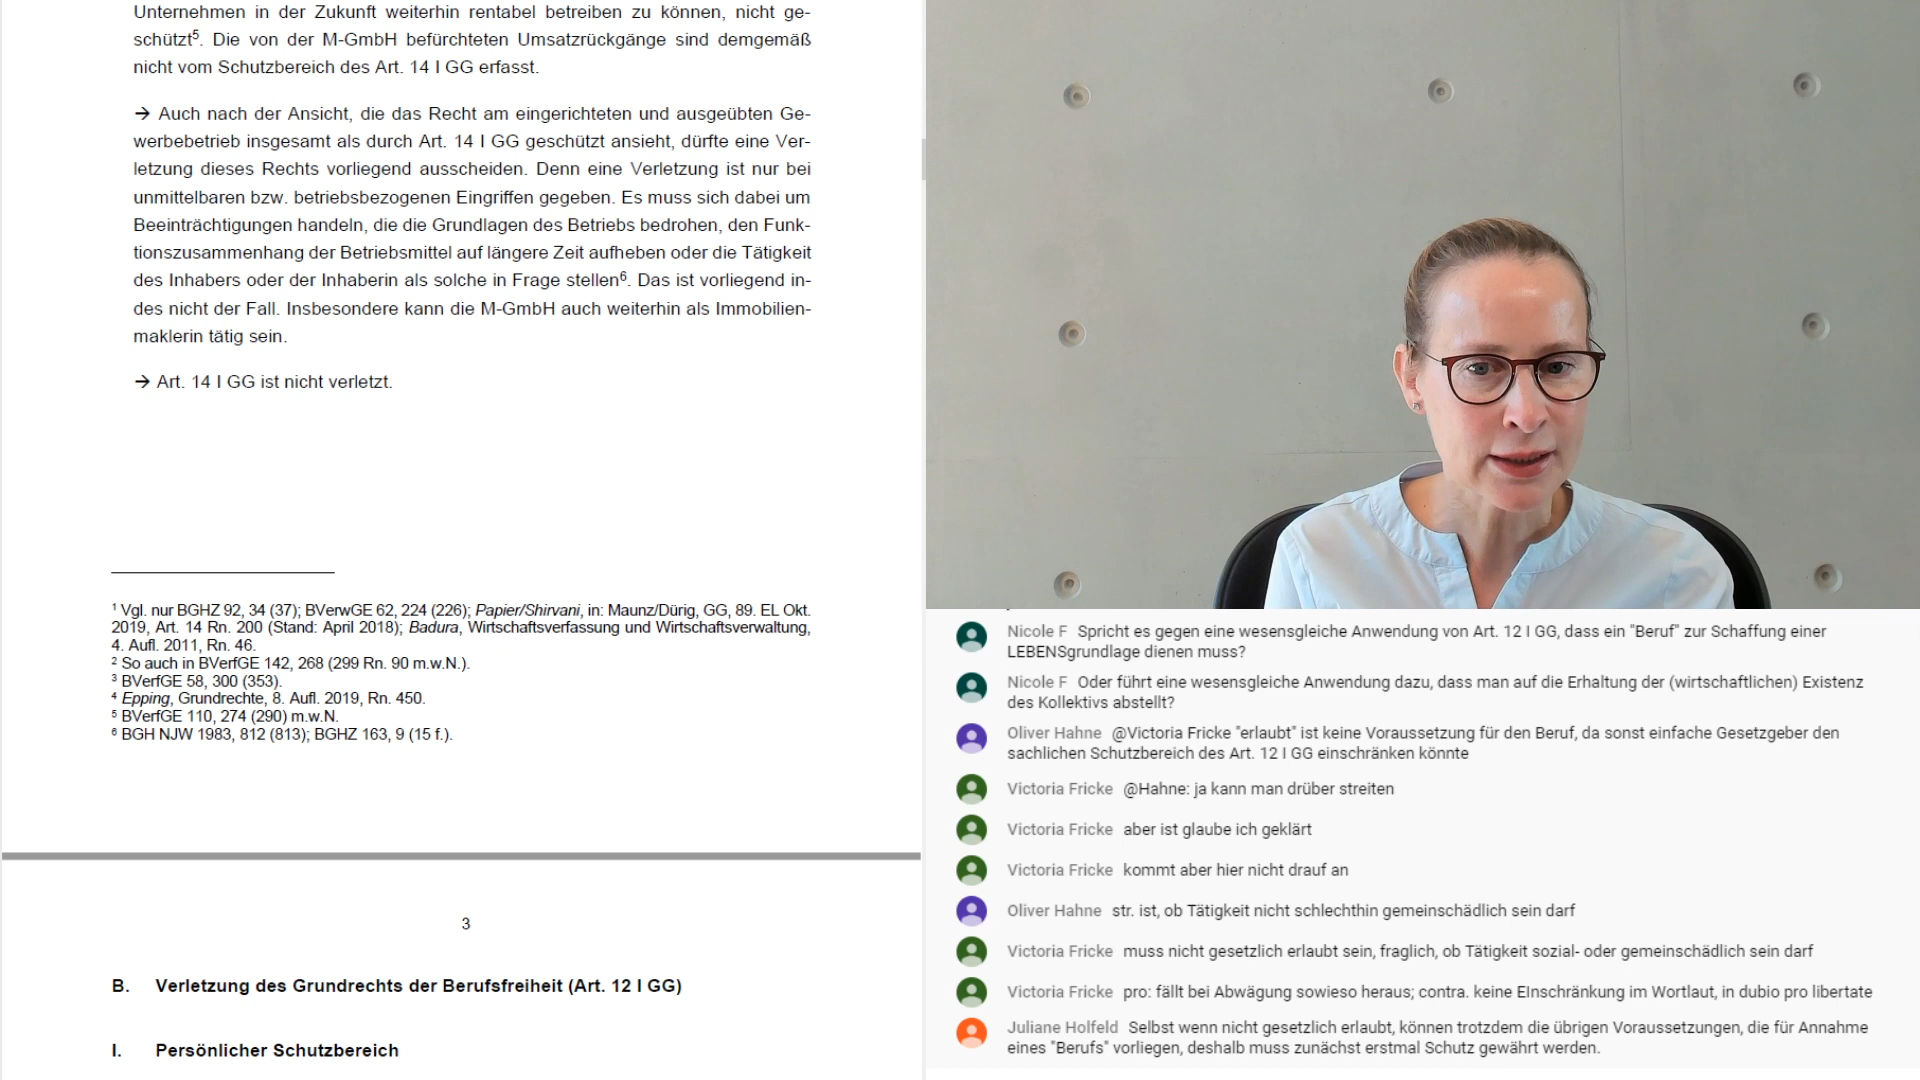 Unternehmen in der Zukunft weiterhin rentabel betreiben zu können, nicht ge-
schützt⁵. Die von der M-GmbH befürchteten Umsatzrückgänge sind demgemäß
nicht vom Schutzbereich des Art. 14 I GG erfasst.
→ Auch nach der Ansicht, die das Recht am eingerichteten und ausgeübten Ge-
werbebetrieb insgesamt als durch Art. 14 I GG geschützt ansieht, dürfte eine Ver-
letzung dieses Rechts vorliegend ausscheiden. Denn eine Verletzung ist nur bei
unmittelbaren bzw. betriebsbezogenen Eingriffen gegeben. Es muss sich dabei um
Beeinträchtigungen handeln, die die Grundlagen des Betriebs bedrohen, den Funk-
tionszusammenhang der Betriebsmittel auf längere Zeit aufheben oder die Tätigkeit
des Inhabers oder der Inhaberin als solche in Frage stellen⁶. Das ist vorliegend in-
des nicht der Fall. Insbesondere kann die M-GmbH auch weiterhin als Immobilien-
maklerin tätig sein.
→ Art. 14 I GG ist nicht verletzt.
¹ Vgl. nur BGHZ 92, 34 (37); BVerwGE 62, 224 (226); Papier/Shirvani, in: Maunz/Dürig, GG, 89. EL Okt.
2019, Art. 14 Rn. 200 (Stand: April 2018); Badura, Wirtschaftsverfassung und Wirtschaftsverwaltung,
4. Aufl. 2011, Rn. 46.
² So auch in BVerfGE 142, 268 (299 Rn. 90 m.w.N.).
³ BVerfGE 58, 300 (353).
⁴ Epping, Grundrechte, 8. Aufl. 2019, Rn. 450.
⁵ BVerfGE 110, 274 (290) m.w.N.
⁶ BGH NJW 1983, 812 (813); BGHZ 163, 9 (15 f.).
3
B. Verletzung des Grundrechts der Berufsfreiheit (Art. 12 I GG)
I. Persönlicher Schutzbereich
Nicole F Spricht es gegen eine wesensgleiche Anwendung von Art. 12 I GG, dass ein "Beruf" zur Schaffung einer
LEBENSgrundlage dienen muss?
Nicole F Oder führt eine wesensgleiche Anwendung dazu, dass man auf die Erhaltung der (wirtschaftlichen) Existenz
des Kollektivs abstellt?
Oliver Hahne @Victoria Fricke "erlaubt" ist keine Voraussetzung für den Beruf, da sonst einfache Gesetzgeber den
sachlichen Schutzbereich des Art. 12 I GG einschränken könnte
Victoria Fricke @Hahne: ja kann man drüber streiten
Victoria Fricke aber ist glaube ich geklärt
Victoria Fricke kommt aber hier nicht drauf an
Oliver Hahne str. ist, ob Tätigkeit nicht schlechthin gemeinschädlich sein darf
Victoria Fricke muss nicht gesetzlich erlaubt sein, fraglich, ob Tätigkeit sozial- oder gemeinschädlich sein darf
Victoria Fricke pro: fällt bei Abwägung sowieso heraus; contra. keine EInschränkung im Wortlaut, in dubio pro libertate
Juliane Holfeld Selbst wenn nicht gesetzlich erlaubt, können trotzdem die übrigen Voraussetzungen, die für Annahme
eines "Berufs" vorliegen, deshalb muss zunächst erstmal Schutz gewährt werden.